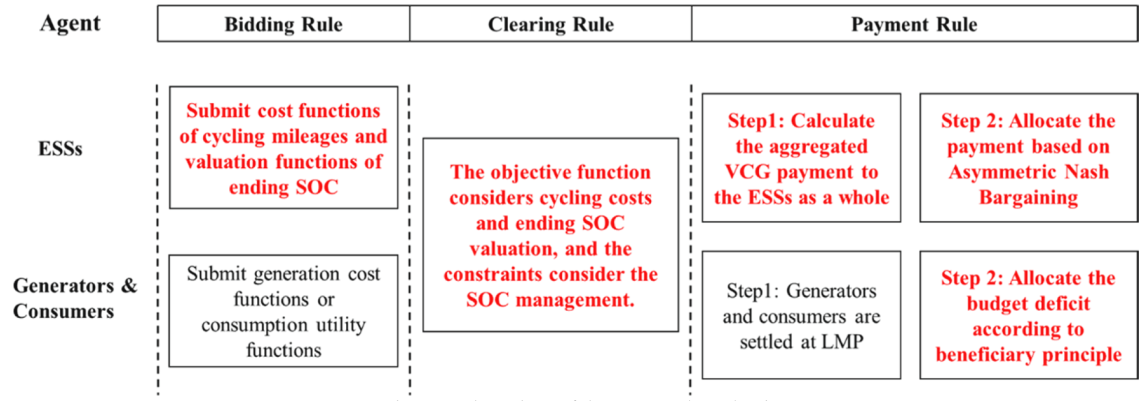 Agent
Bidding Rule
Clearing Rule
Payment Rule
ESSs
Submit cost functions
of cycling mileages and
valuation functions of
ending SOC
The objective function
considers cycling costs
and ending SOC
valuation, and the
constraints consider the
SOC management.
Step1: Calculate
the aggregated
VCG payment to
the ESSs as a whole
Step 2: Allocate the
payment based on
Asymmetric Nash
Bargaining
Generators &
Consumers
Submit generation cost
functions or
consumption utility
functions
Step1: Generators
and consumers are
settled at LMP
Step 2: Allocate the
budget deficit
according to
beneficiary principle